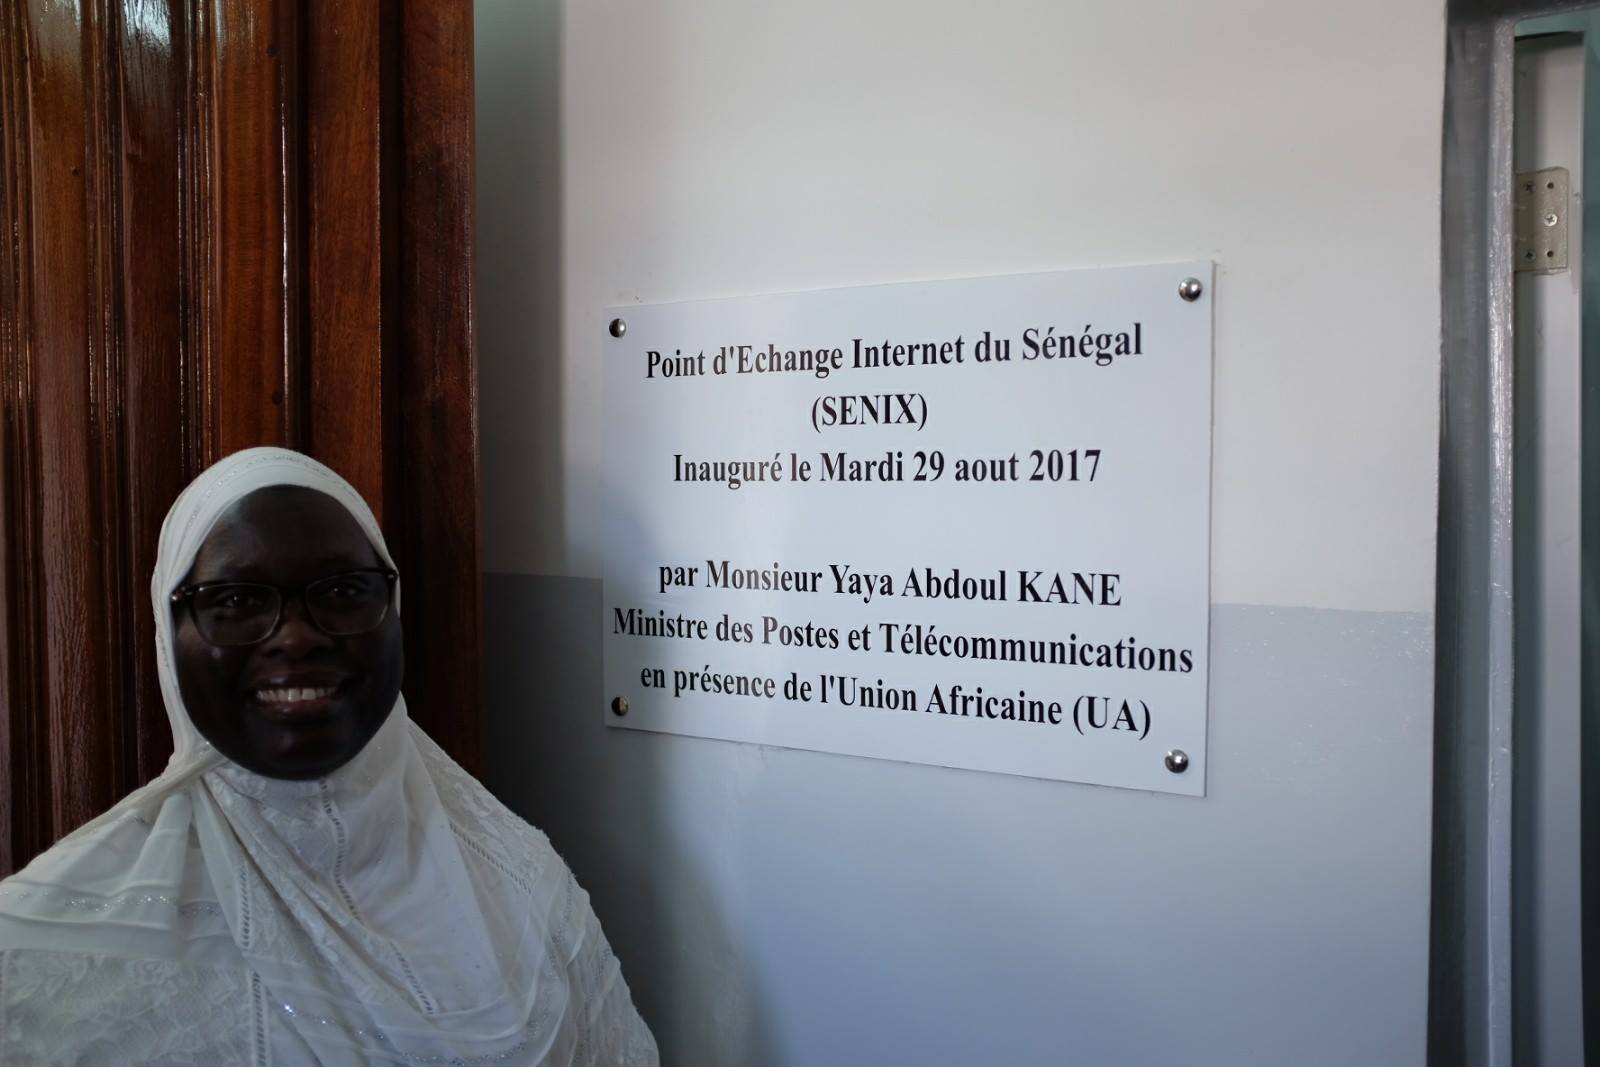 Point d'Echange Internet du Sénégal
(SENIX)
Inauguré le Mardi 29 aout 2017
par Monsieur Yaya Abdoul KANE
Ministre des Postes et Télécommunications
en présence de l'Union Africaine (UA)